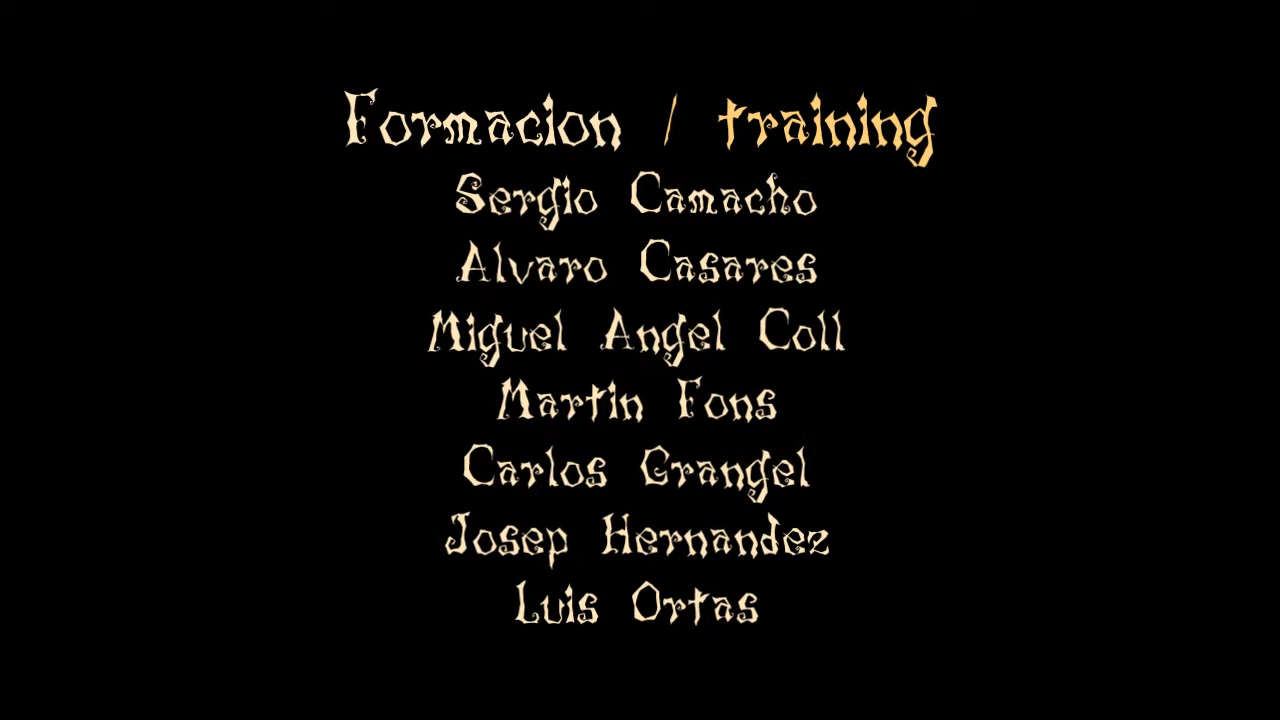 Formacion / training
Sergio Camacho
Alvaro Casares
Miguel Angel Coll
Martin Fons
Carlos Grangel
Josep Hernandez
Luis Ortas